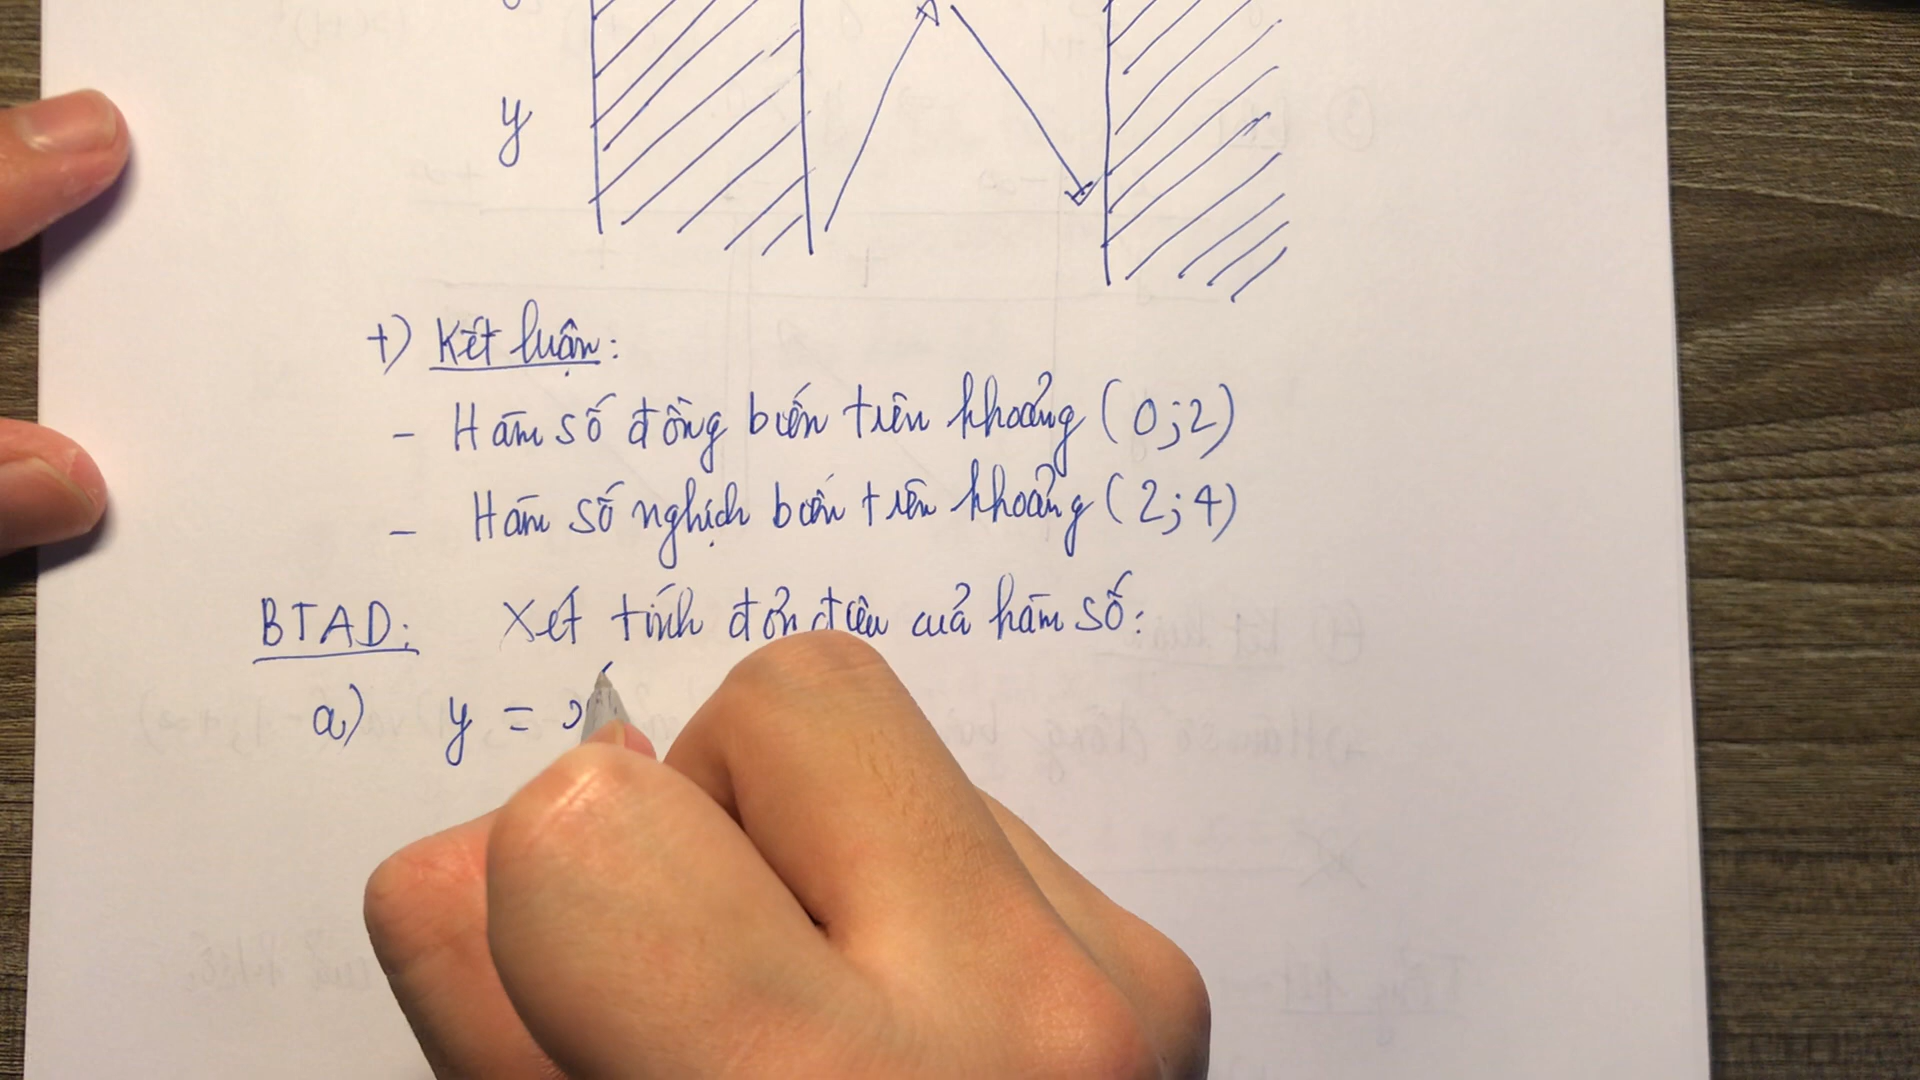 y
+) Kết luận:
- Hàm số đồng biến trên khoảng (0;2)
- Hàm số nghịch biến trên khoảng (2;4)
BTAD: Xét tính đơn điệu của hàm số:
a) y =